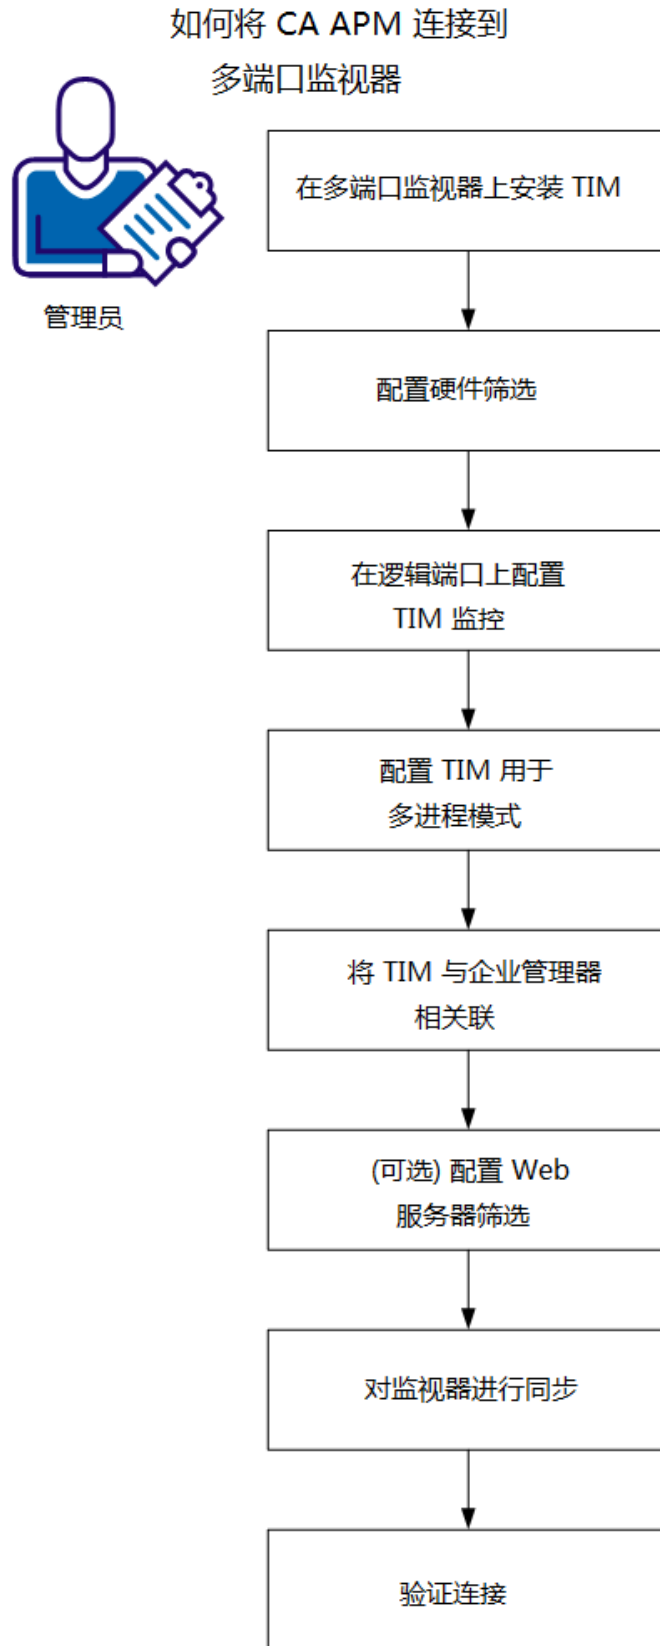 如何将 CA APM 连接到
多端口监视器
管理员
在多端口监视器上安装 TIM
配置硬件筛选
在逻辑端口上配置
TIM 监控
配置 TIM 用于
多进程模式
将 TIM 与企业管理器
相关联
(可选) 配置 Web
服务器筛选
对监视器进行同步
验证连接